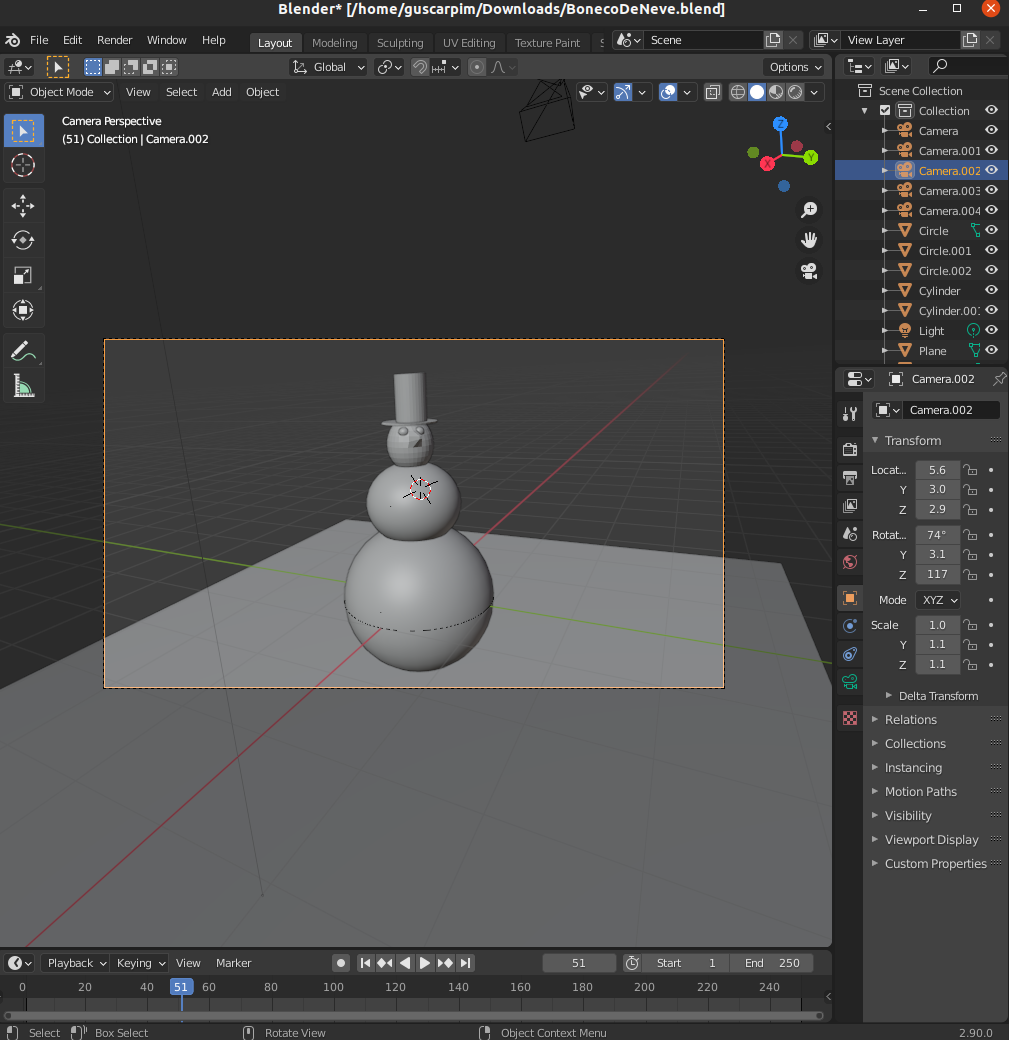 Blender* [/home/guscarpim/Downloads/BonecoDeNeve.blend]
File Edit Render Window Help Layout Modeling Sculpting UV Editing Texture Paint Scene View Layer
Global Options
Object Mode View Select Add Object
Camera Perspective
(51) Collection | Camera.002
Z
Y
X
Scene Collection
Collection
Camera
Camera.001
Camera.002
Camera.003
Camera.004
Circle
Circle.001
Circle.002
Cylinder
Cylinder.001
Light
Plane
Camera.002
Camera.002
Transform
Locat... 5.6
Y 3.0
Z 2.9
Rotat... 74°
Y 3.1
Z 117
Mode XYZ
Scale 1.0
Y 1.1
Z 1.1
Delta Transform
Relations
Collections
Instancing
Motion Paths
Visibility
Viewport Display
Custom Properties
Playback Keying View Marker 51 Start 1 End 250
0 20 40 51 60 80 100 120 140 160 180 200 220 240
Select Box Select Rotate View Object Context Menu 2.90.0